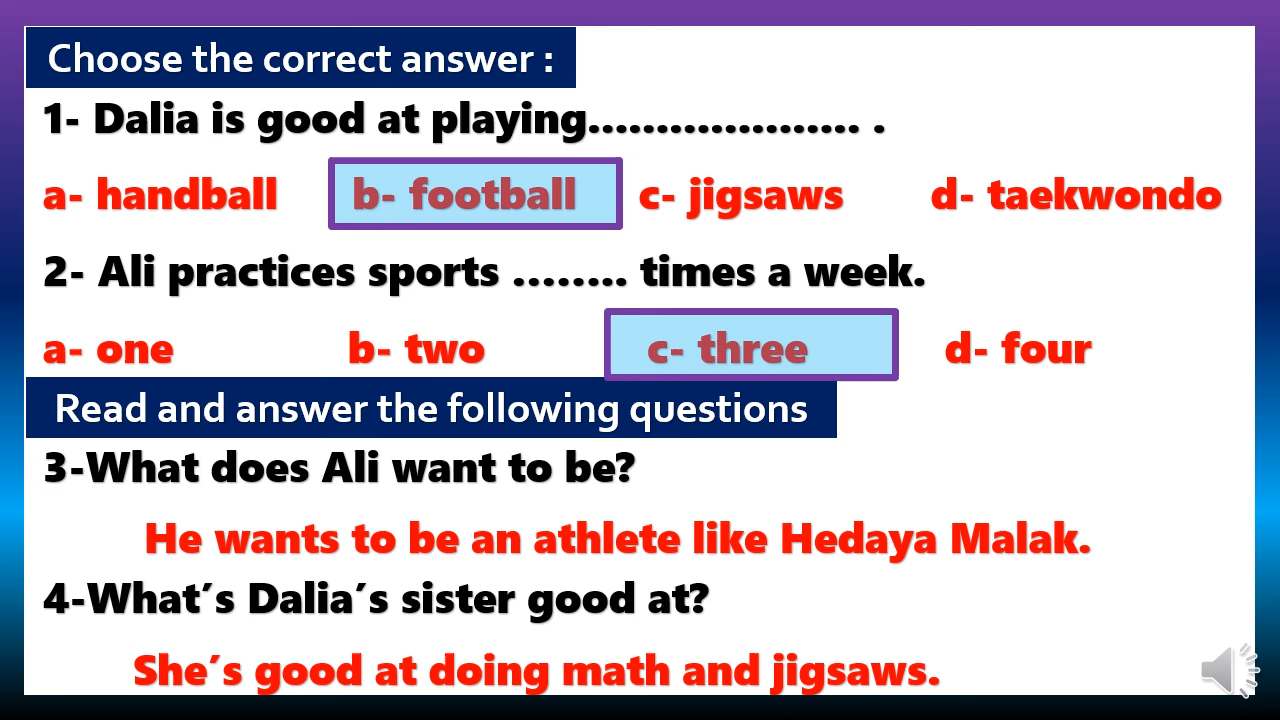 Choose the correct answer :
1- Dalia is good at playing.................... .
a- handball b- football c- jigsaws d- taekwondo
2- Ali practices sports ........ times a week.
a- one b- two c- three d- four
Read and answer the following questions
3-What does Ali want to be?
He wants to be an athlete like Hedaya Malak.
4-What′s Dalia′s sister good at?
She′s good at doing math and jigsaws.